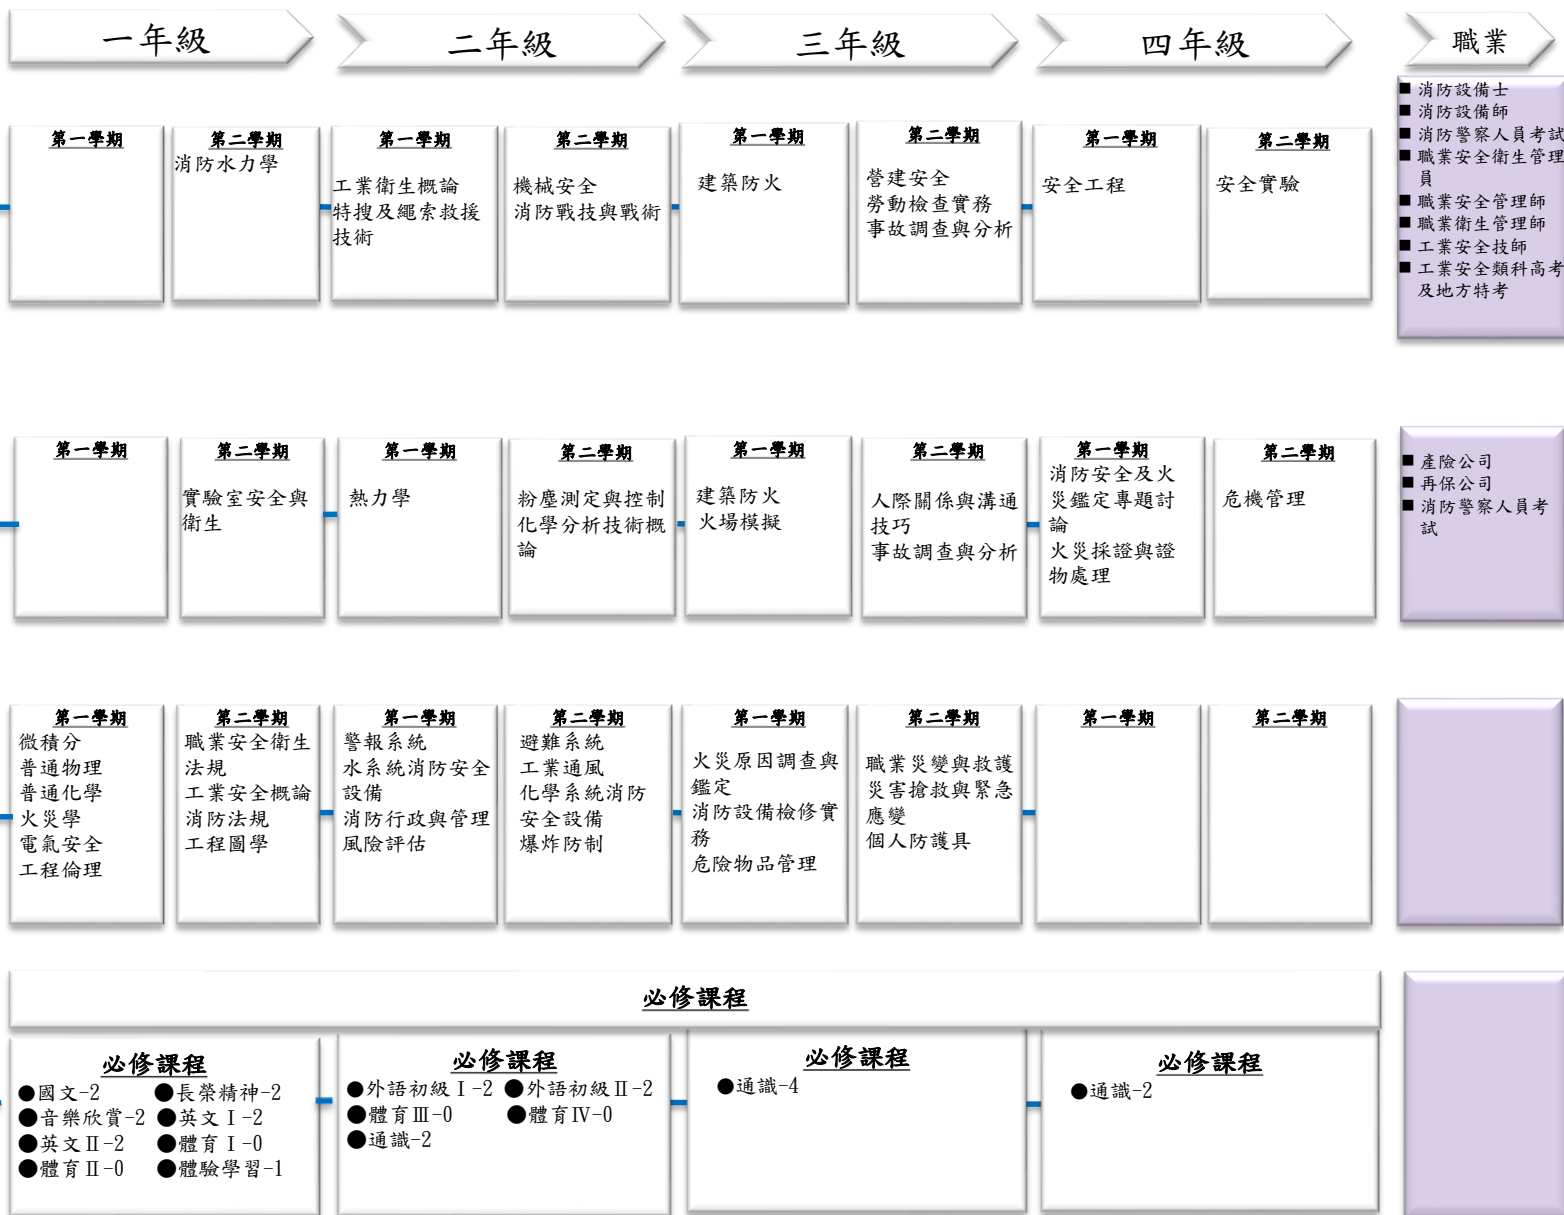 一年級
二年級
三年級
四年級
職業
第一學期
第二學期
消防水力學
第一學期
工業衛生概論
特搜及繩索救援
技術
第二學期
機械安全
消防戰技與戰術
第一學期
建築防火
第二學期
營建安全
勞動檢查實務
事故調查與分析
第一學期
安全工程
第二學期
安全實驗
■ 消防設備士
■ 消防設備師
■ 消防警察人員考試
■ 職業安全衛生管理
員
■ 職業安全管理師
■ 職業衛生管理師
■ 工業安全技師
■ 工業安全類科高考
及地方特考
第一學期
第二學期
實驗室安全與
衛生
第一學期
熱力學
第二學期
粉塵測定與控制
化學分析技術概
論
第一學期
建築防火
火場模擬
第二學期
人際關係與溝通
技巧
事故調查與分析
第一學期
消防安全及火
災鑑定專題討
論
火災採證與證
物處理
第二學期
危機管理
■ 產險公司
■ 再保公司
■ 消防警察人員考
試
第一學期
微積分
普通物理
普通化學
火災學
電氣安全
工程倫理
第二學期
職業安全衛生
法規
工業安全概論
消防法規
工程圖學
第一學期
警報系統
水系統消防安全
設備
消防行政與管理
風險評估
第二學期
避難系統
工業通風
化學系統消防
安全設備
爆炸防制
第一學期
火災原因調查與
鑑定
消防設備檢修實
務
危險物品管理
第二學期
職業災變與救護
災害搶救與緊急
應變
個人防護具
第一學期
第二學期
必修課程
必修課程
●國文-2 ●長榮精神-2
●音樂欣賞-2 ●英文Ⅰ-2
●英文Ⅱ-2 ●體育Ⅰ-0
●體育Ⅱ-0 ●體驗學習-1
必修課程
●外語初級Ⅰ-2 ●外語初級Ⅱ-2
●體育Ⅲ-0 ●體育Ⅳ-0
●通識-2
必修課程
●通識-4
必修課程
●通識-2